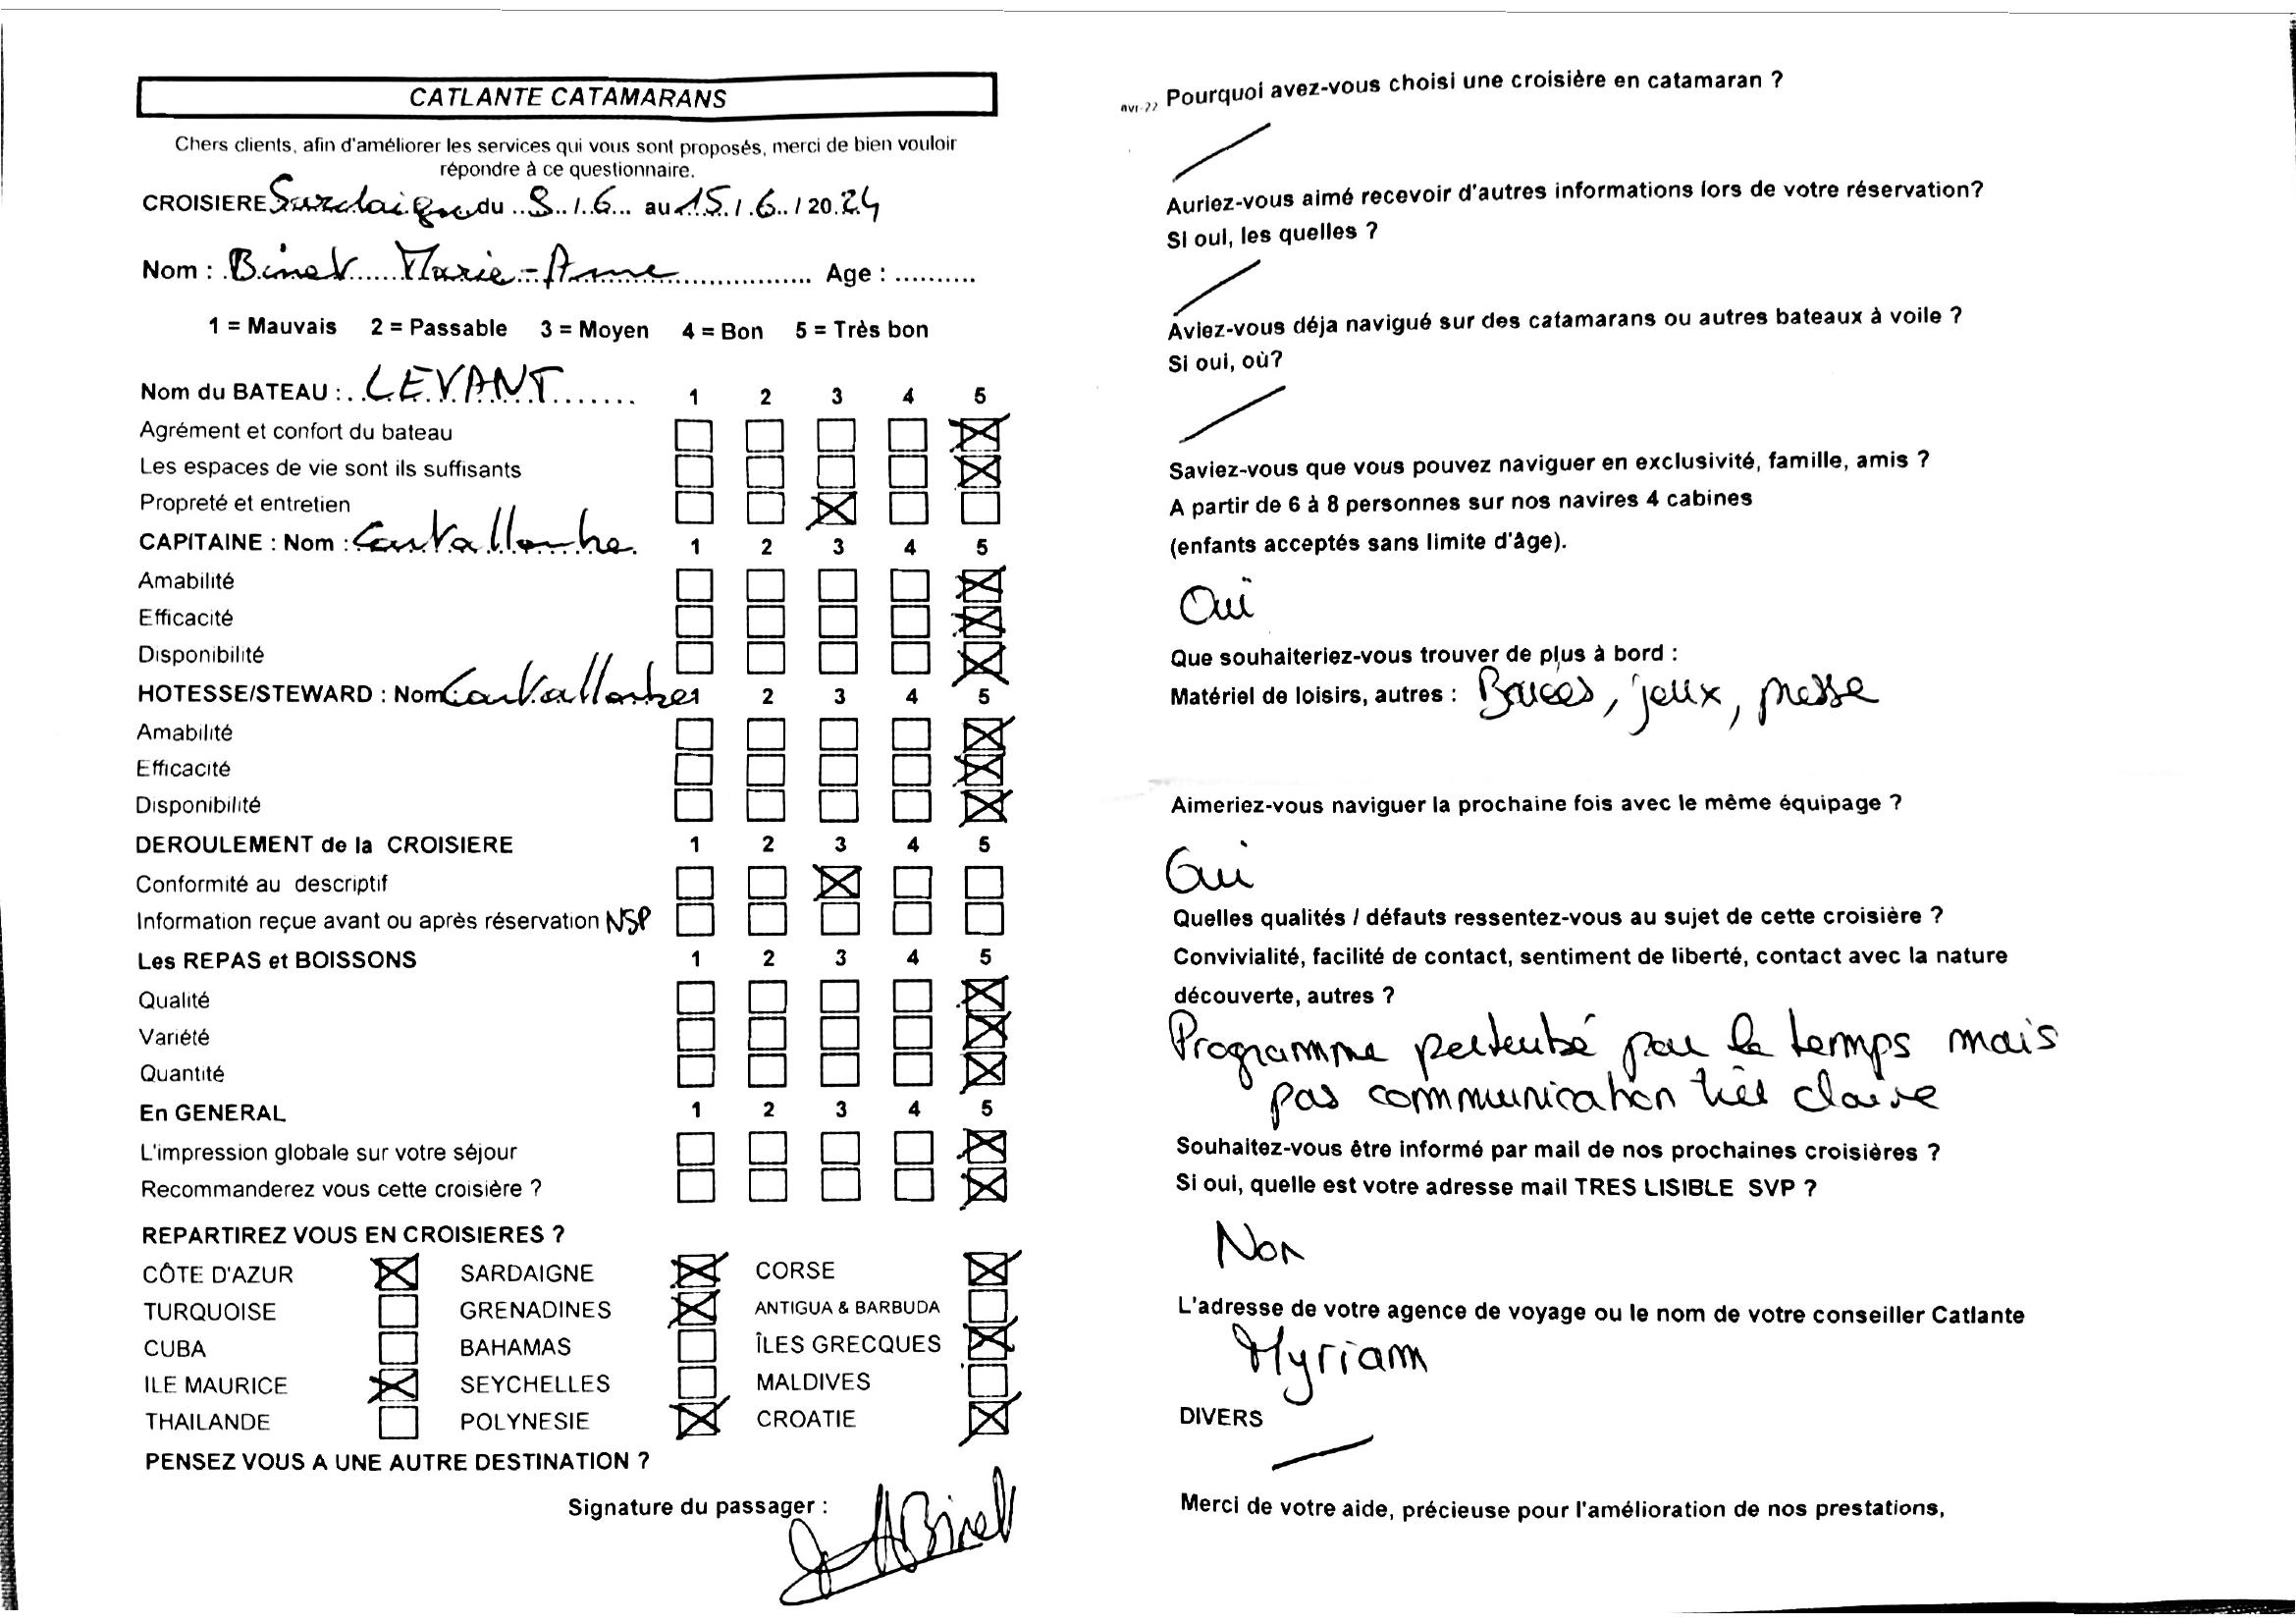 CATLANTE CATAMARANS
Chers clients, afin d'améliorer les services qui vous sont proposés, merci de bien vouloir
répondre à ce questionnaire.
CROISIERE du 8 / 6 au 15 / 6 / 2024
Nom : Binet Marie-Anne Age : ..........
1 = Mauvais 2 = Passable 3 = Moyen 4 = Bon 5 = Très bon
Nom du BATEAU : LEVANT 1 2 3 4 5
Agrément et confort du bateau
Les espaces de vie sont ils suffisants
Propreté et entretien
CAPITAINE : Nom : 1 2 3 4 5
Amabilité
Efficacité
Disponibilité
HOTESSE/STEWARD : Nom : 1 2 3 4 5
Amabilité
Efficacité
Disponibilité
DEROULEMENT de la CROISIERE 1 2 3 4 5
Conformité au descriptif
Information reçue avant ou après réservation NSP
Les REPAS et BOISSONS 1 2 3 4 5
Qualité
Variété
Quantité
En GENERAL 1 2 3 4 5
L'impression globale sur votre séjour
Recommanderez vous cette croisière ?
REPARTIREZ VOUS EN CROISIERES ?
CÔTE D'AZUR SARDAIGNE CORSE
TURQUOISE GRENADINES ANTIGUA & BARBUDA
CUBA BAHAMAS ÎLES GRECQUES
ILE MAURICE SEYCHELLES MALDIVES
THAILANDE POLYNESIE CROATIE
PENSEZ VOUS A UNE AUTRE DESTINATION ?
Signature du passager : Binet
avr-22 Pourquoi avez-vous choisi une croisière en catamaran ?
Auriez-vous aimé recevoir d'autres informations lors de votre réservation?
Si oui, les quelles ?
Aviez-vous déja navigué sur des catamarans ou autres bateaux à voile ?
Si oui, où?
Saviez-vous que vous pouvez naviguer en exclusivité, famille, amis ?
A partir de 6 à 8 personnes sur nos navires 4 cabines
(enfants acceptés sans limite d'âge).
Oui
Que souhaiteriez-vous trouver de plus à bord :
Matériel de loisirs, autres : , jeux, presse
Aimeriez-vous naviguer la prochaine fois avec le même équipage ?
Oui
Quelles qualités / défauts ressentez-vous au sujet de cette croisière ?
Convivialité, facilité de contact, sentiment de liberté, contact avec la nature
découverte, autres ?
Programme perturbé par le temps mais
pas communication très claire
Souhaitez-vous être informé par mail de nos prochaines croisières ?
Si oui, quelle est votre adresse mail TRES LISIBLE SVP ?
Non
L'adresse de votre agence de voyage ou le nom de votre conseiller Catlante
Myriam
DIVERS
Merci de votre aide, précieuse pour l'amélioration de nos prestations,